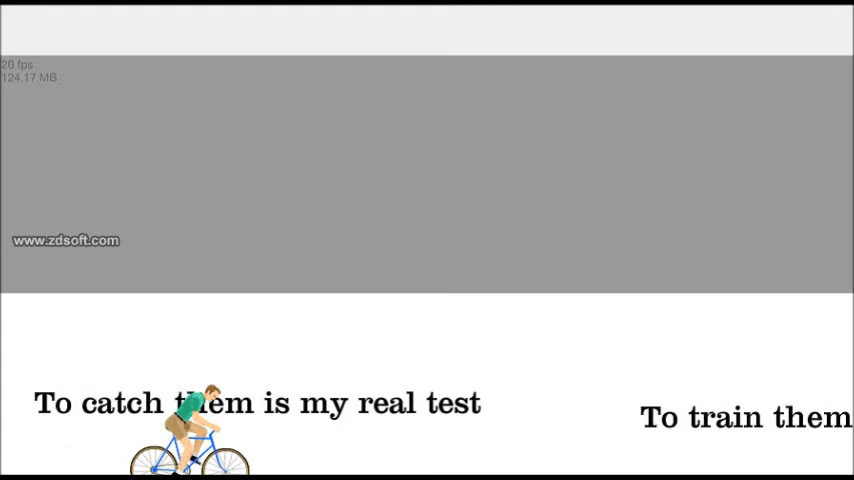 20 fps
124.17 MB
www.zdsoft.com
To catch them is my real test
To train them